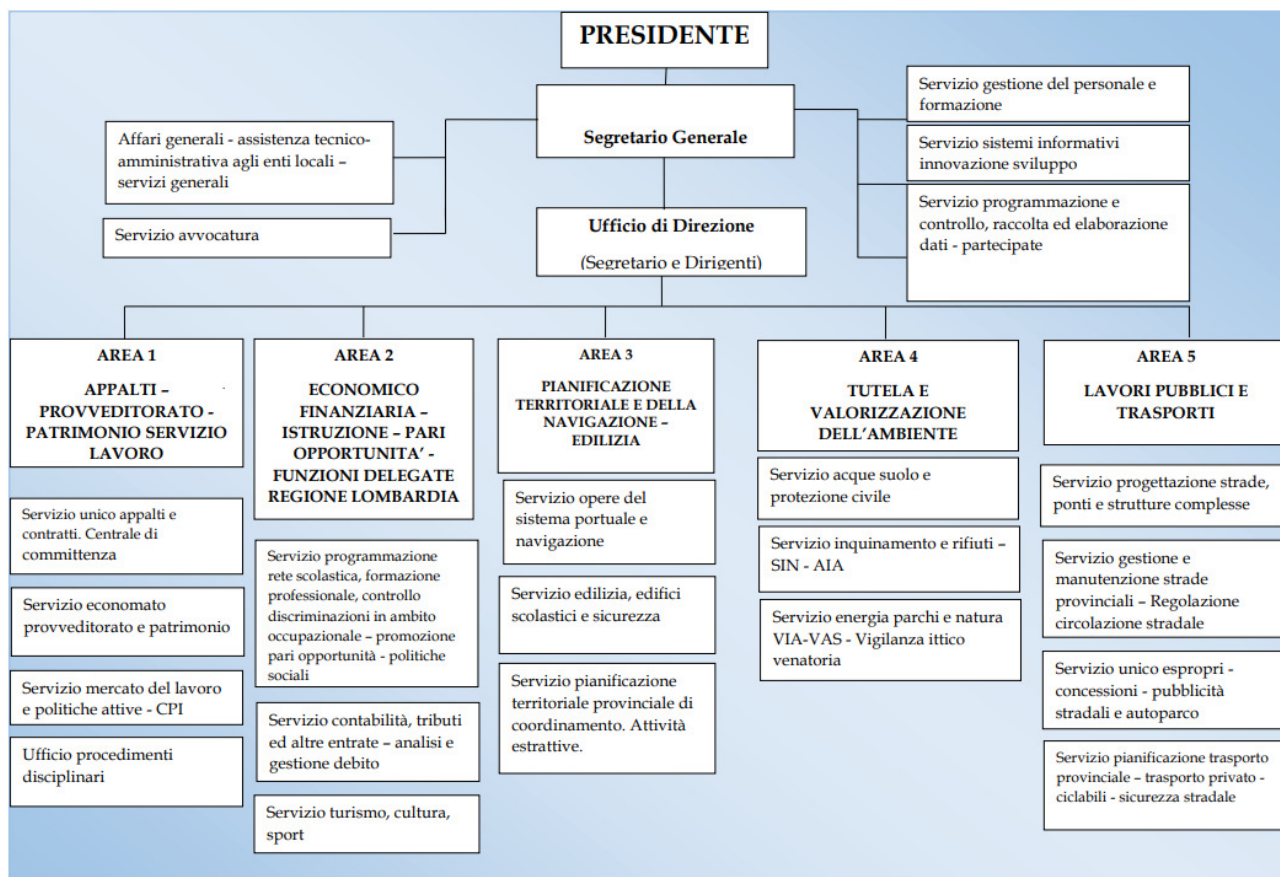 PRESIDENTE
Segretario Generale
Affari generali - assistenza tecnico-
amministrativa agli enti locali –
servizi generali
Servizio avvocatura
Servizio gestione del personale e
formazione
Servizio sistemi informativi
innovazione sviluppo
Servizio programmazione e
controllo, raccolta ed elaborazione
dati - partecipate
Ufficio di Direzione
(Segretario e Dirigenti)
AREA 1
APPALTI –
PROVVEDITORATO -
PATRIMONIO SERVIZIO
LAVORO
Servizio unico appalti e
contratti. Centrale di
committenza
Servizio economato
provveditorato e patrimonio
Servizio mercato del lavoro
e politiche attive - CPI
Ufficio procedimenti
disciplinari
AREA 2
ECONOMICO
FINANZIARIA –
ISTRUZIONE – PARI
OPPORTUNITA’ -
FUNZIONI DELEGATE
REGIONE LOMBARDIA
Servizio programmazione
rete scolastica, formazione
professionale, controllo
discriminazioni in ambito
occupazionale – promozione
pari opportunità - politiche
sociali
Servizio contabilità, tributi
ed altre entrate – analisi e
gestione debito
Servizio turismo, cultura,
sport
AREA 3
PIANIFICAZIONE
TERRITORIALE E DELLA
NAVIGAZIONE –
EDILIZIA
Servizio opere del
sistema portuale e
navigazione
Servizio edilizia, edifici
scolastici e sicurezza
Servizio pianificazione
territoriale provinciale di
coordinamento. Attività
estrattive.
AREA 4
TUTELA E
VALORIZZAZIONE
DELL’AMBIENTE
Servizio acque suolo e
protezione civile
Servizio inquinamento e rifiuti –
SIN - AIA
Servizio energia parchi e natura
VIA-VAS - Vigilanza ittico
venatoria
AREA 5
LAVORI PUBBLICI E
TRASPORTI
Servizio progettazione strade,
ponti e strutture complesse
Servizio gestione e
manutenzione strade
provinciali – Regolazione
circolazione stradale
Servizio unico espropri -
concessioni - pubblicità
stradali e autoparco
Servizio pianificazione trasporto
provinciale – trasporto privato -
ciclabili - sicurezza stradale